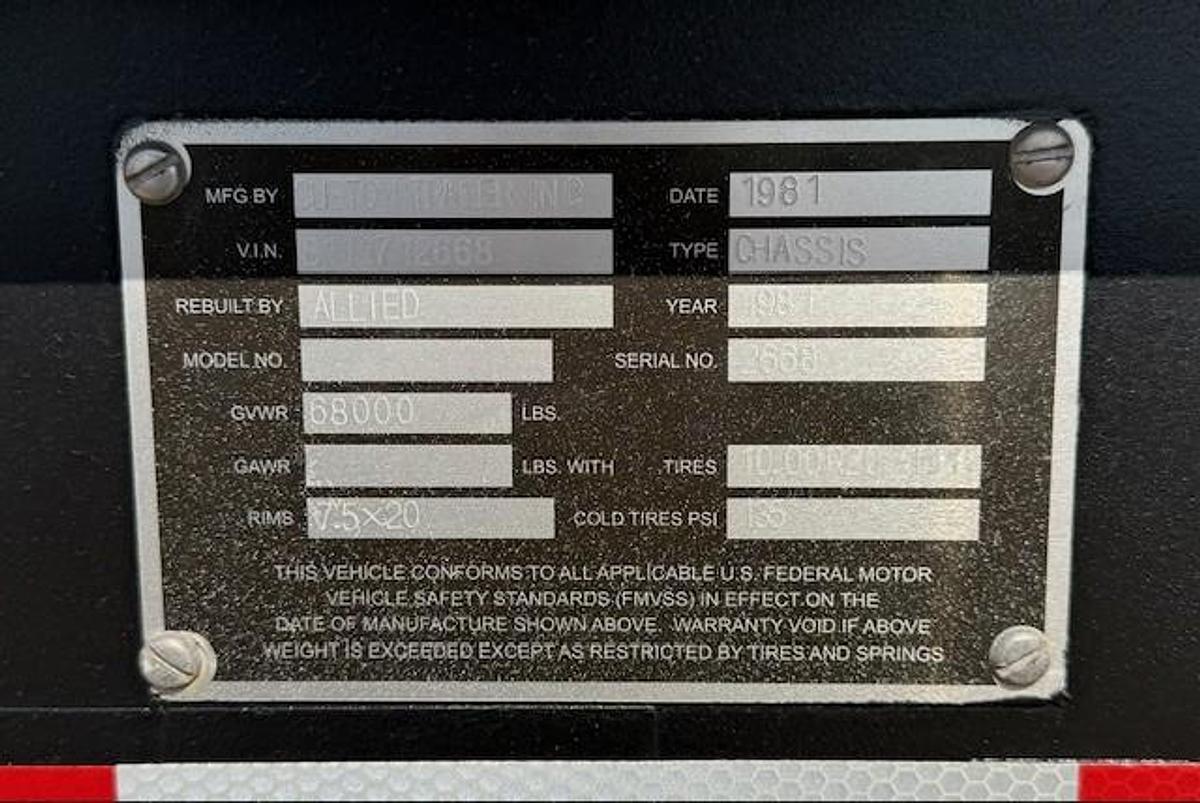 MFG BY INC DATE 1981
V.I.N. TYPE CHASSIS
REBUILT BY ALLIED YEAR 1981
MODEL NO. SERIAL NO. 2668
GVWR 68000 LBS.
GAWR LBS. WITH TIRES
RIMS 7.5×20 COLD TIRES PSI
THIS VEHICLE CONFORMS TO ALL APPLICABLE U.S. FEDERAL MOTOR
VEHICLE SAFETY STANDARDS (FMVSS) IN EFFECT ON THE
DATE OF MANUFACTURE SHOWN ABOVE. WARRANTY VOID IF ABOVE
WEIGHT IS EXCEEDED EXCEPT AS RESTRICTED BY TIRES AND SPRINGS